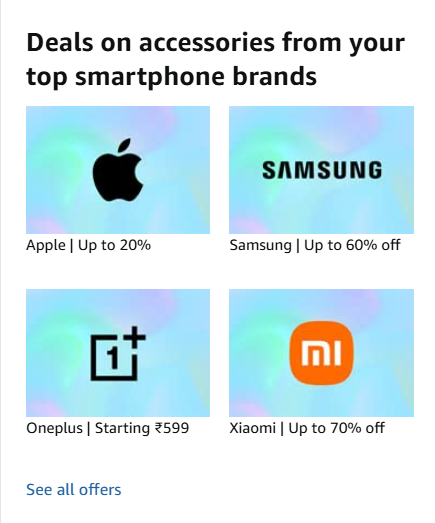 Deals on accessories from your
top smartphone brands
SAMSUNG
Apple | Up to 20%
Samsung | Up to 60% off
1+
mi
Oneplus | Starting ₹599
Xiaomi | Up to 70% off
See all offers